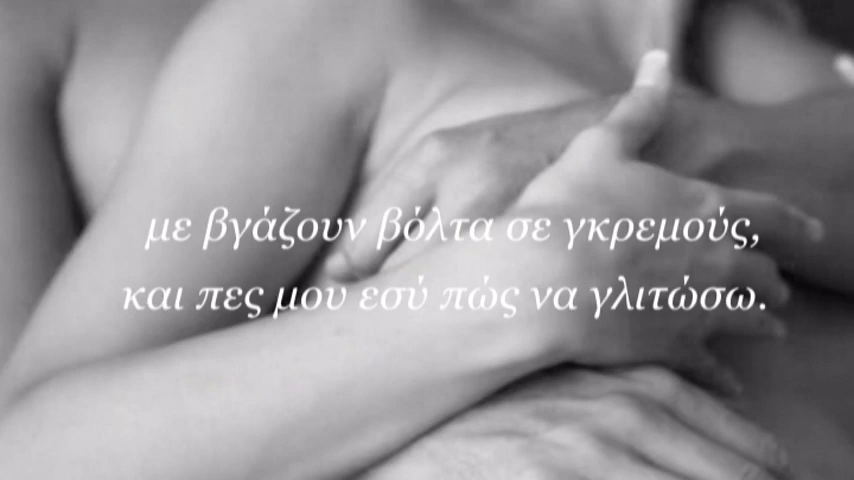 με βγάζουν βόλτα σε γκρεμούς,
και πες μου εσύ πώς να γλιτώσω.